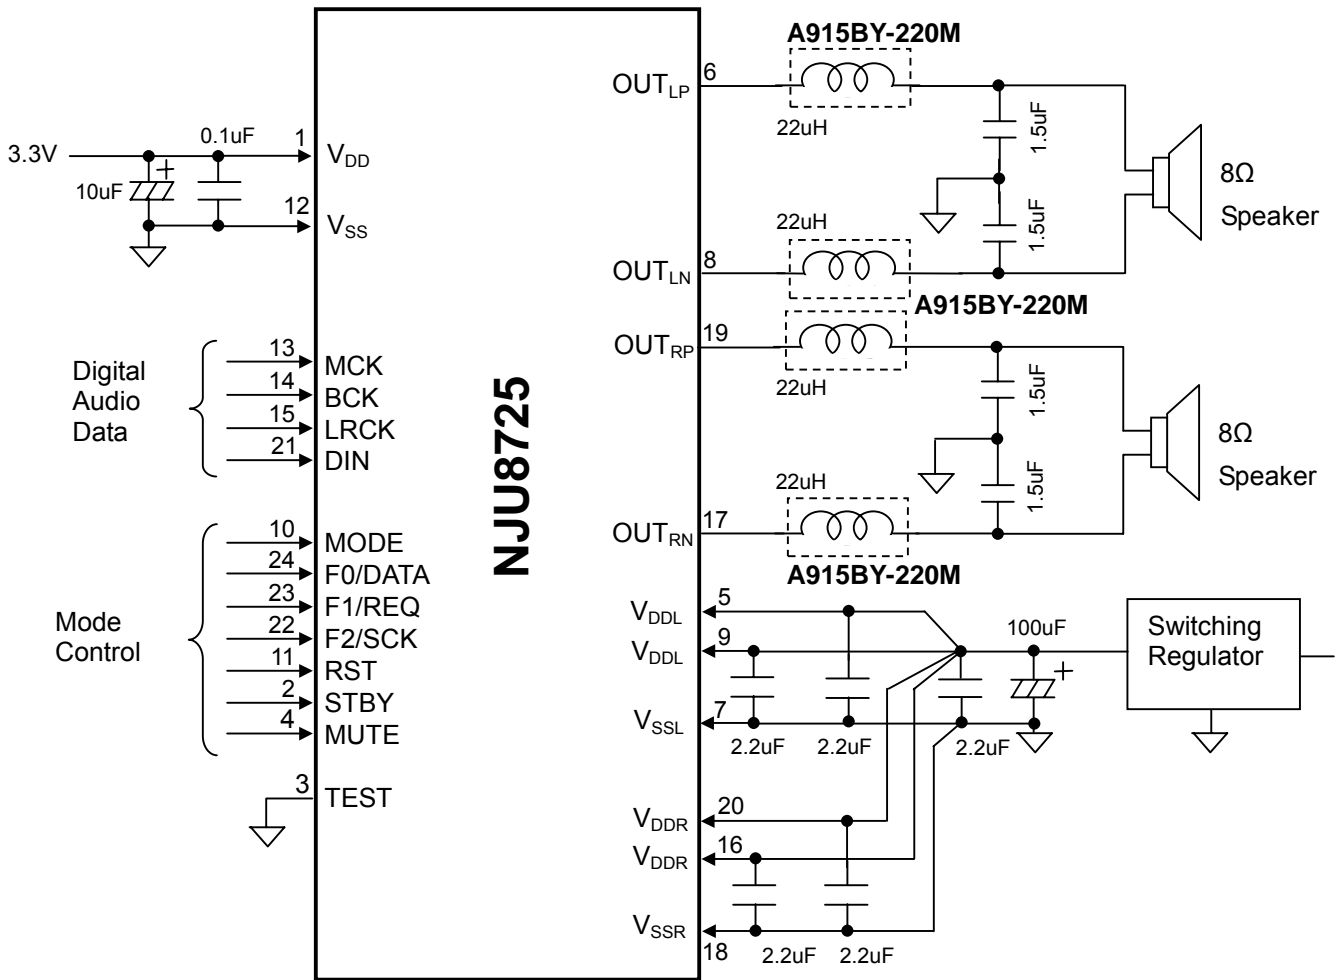 A915BY-220M
6
OUTLP
22uH
1.5uF
0.1uF
1
3.3V
VDD
10uF
12
VSS
8Ω
Speaker
22uH
1.5uF
8
OUTLN
A915BY-220M
19
OUTRP
22uH
1.5uF
Digital
Audio
Data
13
MCK
14
BCK
15
LRCK
21
DIN
NJU8725
8Ω
Speaker
22uH
1.5uF
17
OUTRN
A915BY-220M
Mode
Control
10
MODE
24
F0/DATA
23
F1/REQ
22
F2/SCK
11
RST
2
STBY
4
MUTE
3
TEST
5
VDDL
9
VDDL
100uF
+
Switching
Regulator
7
VSSL
2.2uF
2.2uF
2.2uF
20
VDDR
16
VDDR
VSSR
18
2.2uF
2.2uF
+